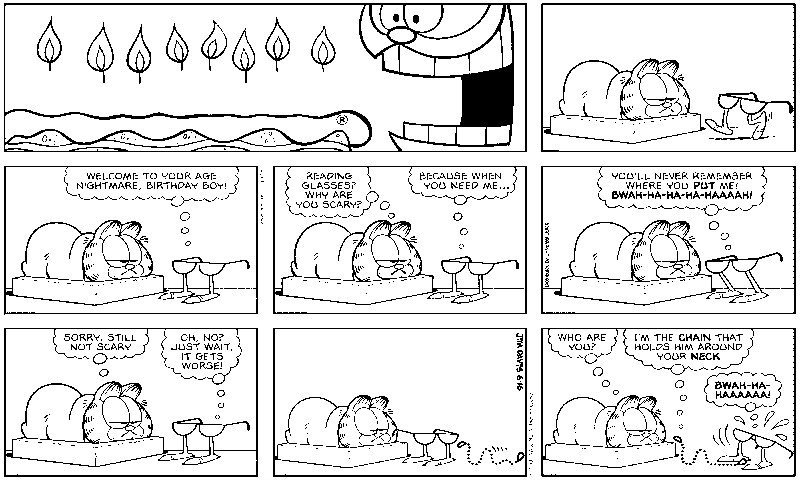 ®
WELCOME TO YOUR AGE
NIGHTMARE, BIRTHDAY BOY!
READING
GLASSES?
WHY ARE
YOU SCARY?
BECAUSE WHEN
YOU NEED ME...
YOU'LL NEVER REMEMBER
WHERE YOU PUT ME!
BWAH-HA-HA-HA-HAAAAH!
SORRY. STILL
NOT SCARY
OH, NO?
JUST WAIT.
IT GETS
WORSE!
JIM DAVIS 6·16
WHO ARE
YOU?
I'M THE CHAIN THAT
HOLDS HIM AROUND
YOUR NECK
BWAH-HA-
HAAAAAA!